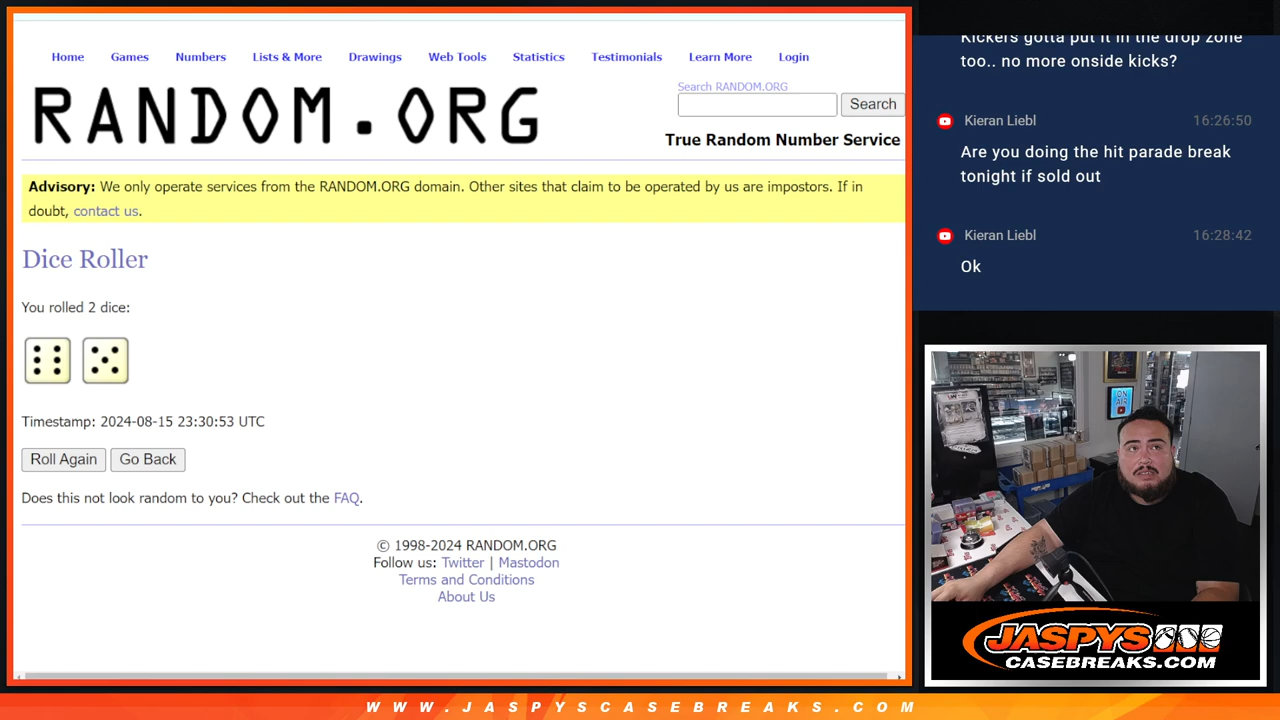 Home Games Numbers Lists & More Drawings Web Tools Statistics Testimonials Learn More Login
RANDOM.ORG
Search RANDOM.ORG
Search
True Random Number Service
Advisory: We only operate services from the RANDOM.ORG domain. Other sites that claim to be operated by us are impostors. If in
doubt, contact us.
Dice Roller
You rolled 2 dice:
Timestamp: 2024-08-15 23:30:53 UTC
Roll Again Go Back
Does this not look random to you? Check out the FAQ.
© 1998-2024 RANDOM.ORG
Follow us: Twitter | Mastodon
Terms and Conditions
About Us
Kickers gotta put it in the drop zone
too.. no more onside kicks?
Kieran Liebl 16:26:50
Are you doing the hit parade break
tonight if sold out
Kieran Liebl 16:28:42
Ok
ON
AIR
JASPYS
CASEBREAKS.COM
WWW.JASPYSCASEBREAKS.COM